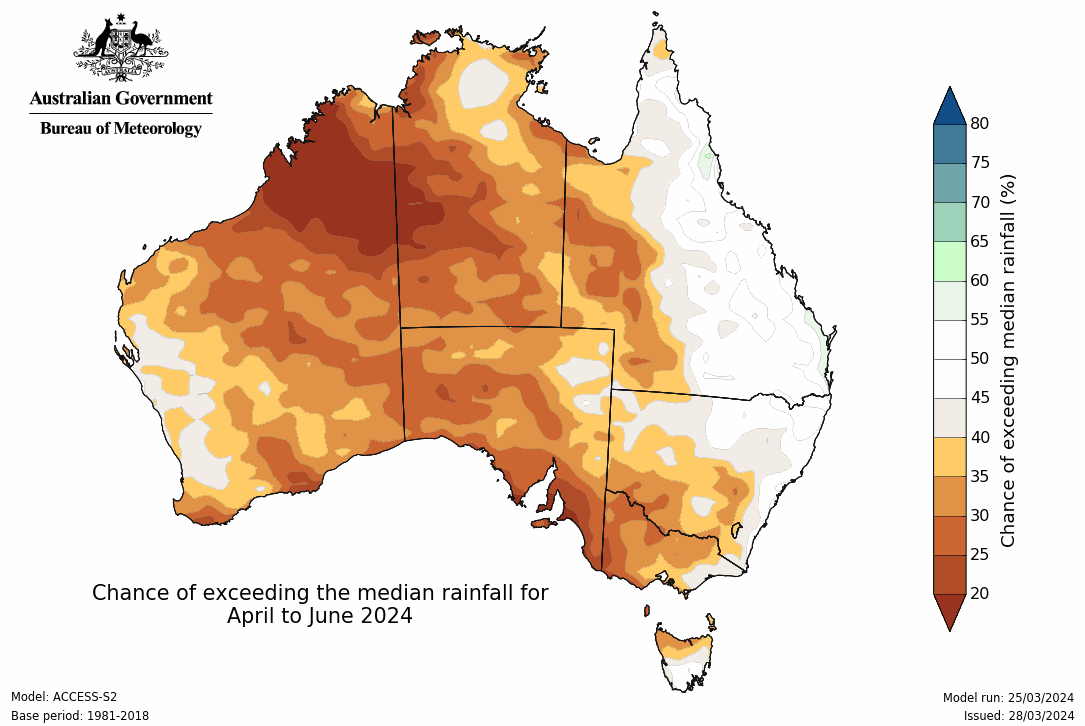 Australian Government
Bureau of Meteorology
80
75
70
65
60
55
50
45
40
35
30
25
20
Chance of exceeding median rainfall (%)
Chance of exceeding the median rainfall for
April to June 2024
Model: ACCESS-S2
Base period: 1981-2018
Model run: 25/03/2024
Issued: 28/03/2024